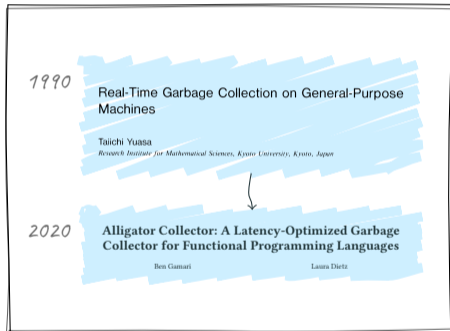 1990
Real-Time Garbage Collection on General-Purpose
Machines
Taiichi Yuasa
Research Institute for Mathematical Sciences, Kyoto University, Kyoto, Japan
2020
Alligator Collector: A Latency-Optimized Garbage
Collector for Functional Programming Languages
Ben Gamari Laura Dietz